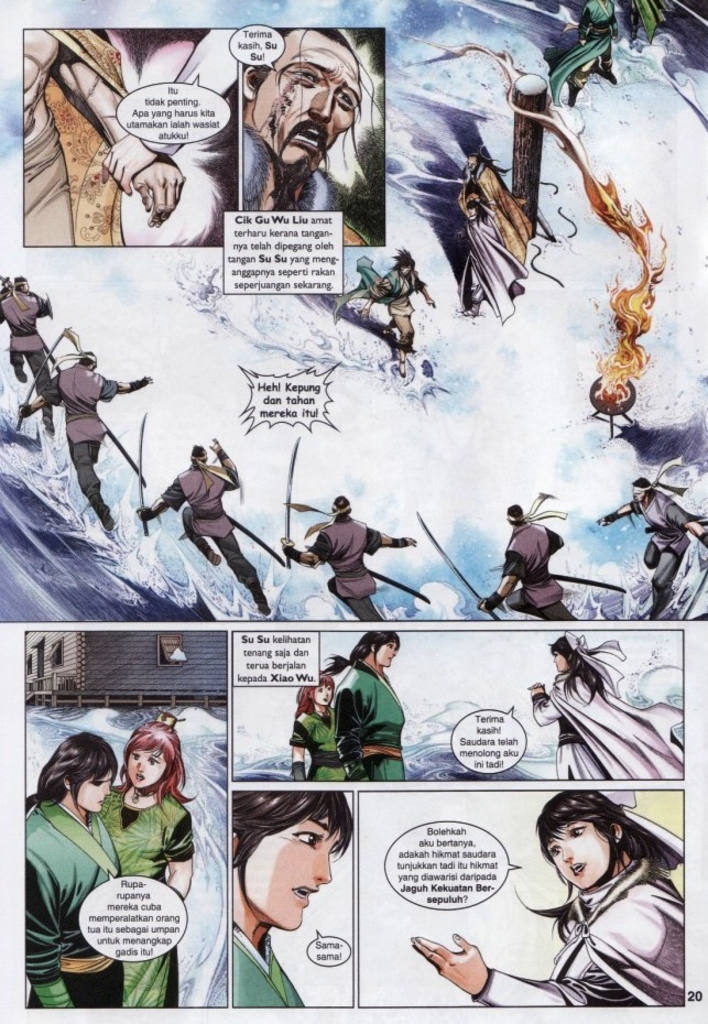 Itu
tidak penting.
Apa yang harus kita
utamakan ialah wasiat
atukku!
Terima
kasih, Su
Su!
Cik Gu Wu Liu amat
terharu kerana tangan-
nya telah dipegang oleh
tangan Su Su yang meng-
anggapnya seperti rakan
seperjuangan sekarang.
Heh! Kepung
dan tahan
mereka itu!
Rupa-
rupanya
mereka cuba
memperalatkan orang
tua itu sebagai umpan
untuk menangkap
gadis itu!
Su Su kelihatan
tenang saja dan
terua berjalan
kepada Xiao Wu.
Terima
kasih!
Saudara telah
menolong aku
ini tadi!
Sama-
sama!
Bolehkah
aku bertanya,
adakah hikmat saudara
tunjukkan tadi itu hikmat
yang diawarisi daripada
Jaguh Kekuatan Ber-
sepuluh?
20